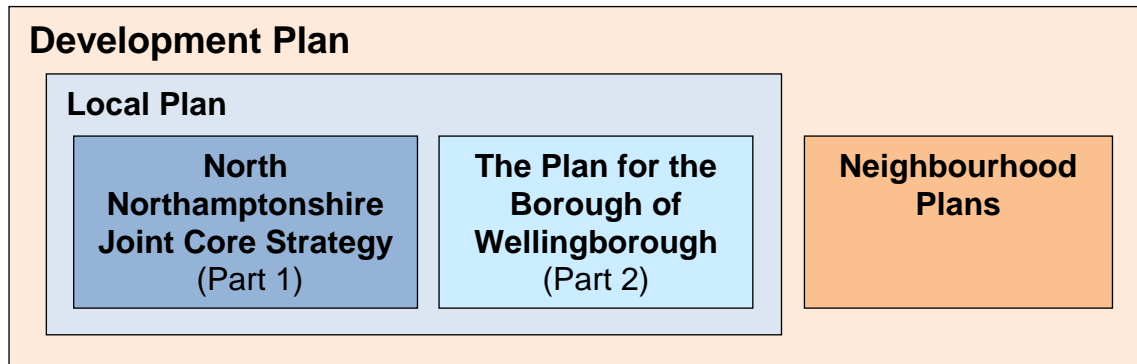 Development Plan
Local Plan
North
Northamptonshire
Joint Core Strategy
(Part 1)
The Plan for the
Borough of
Wellingborough
(Part 2)
Neighbourhood
Plans